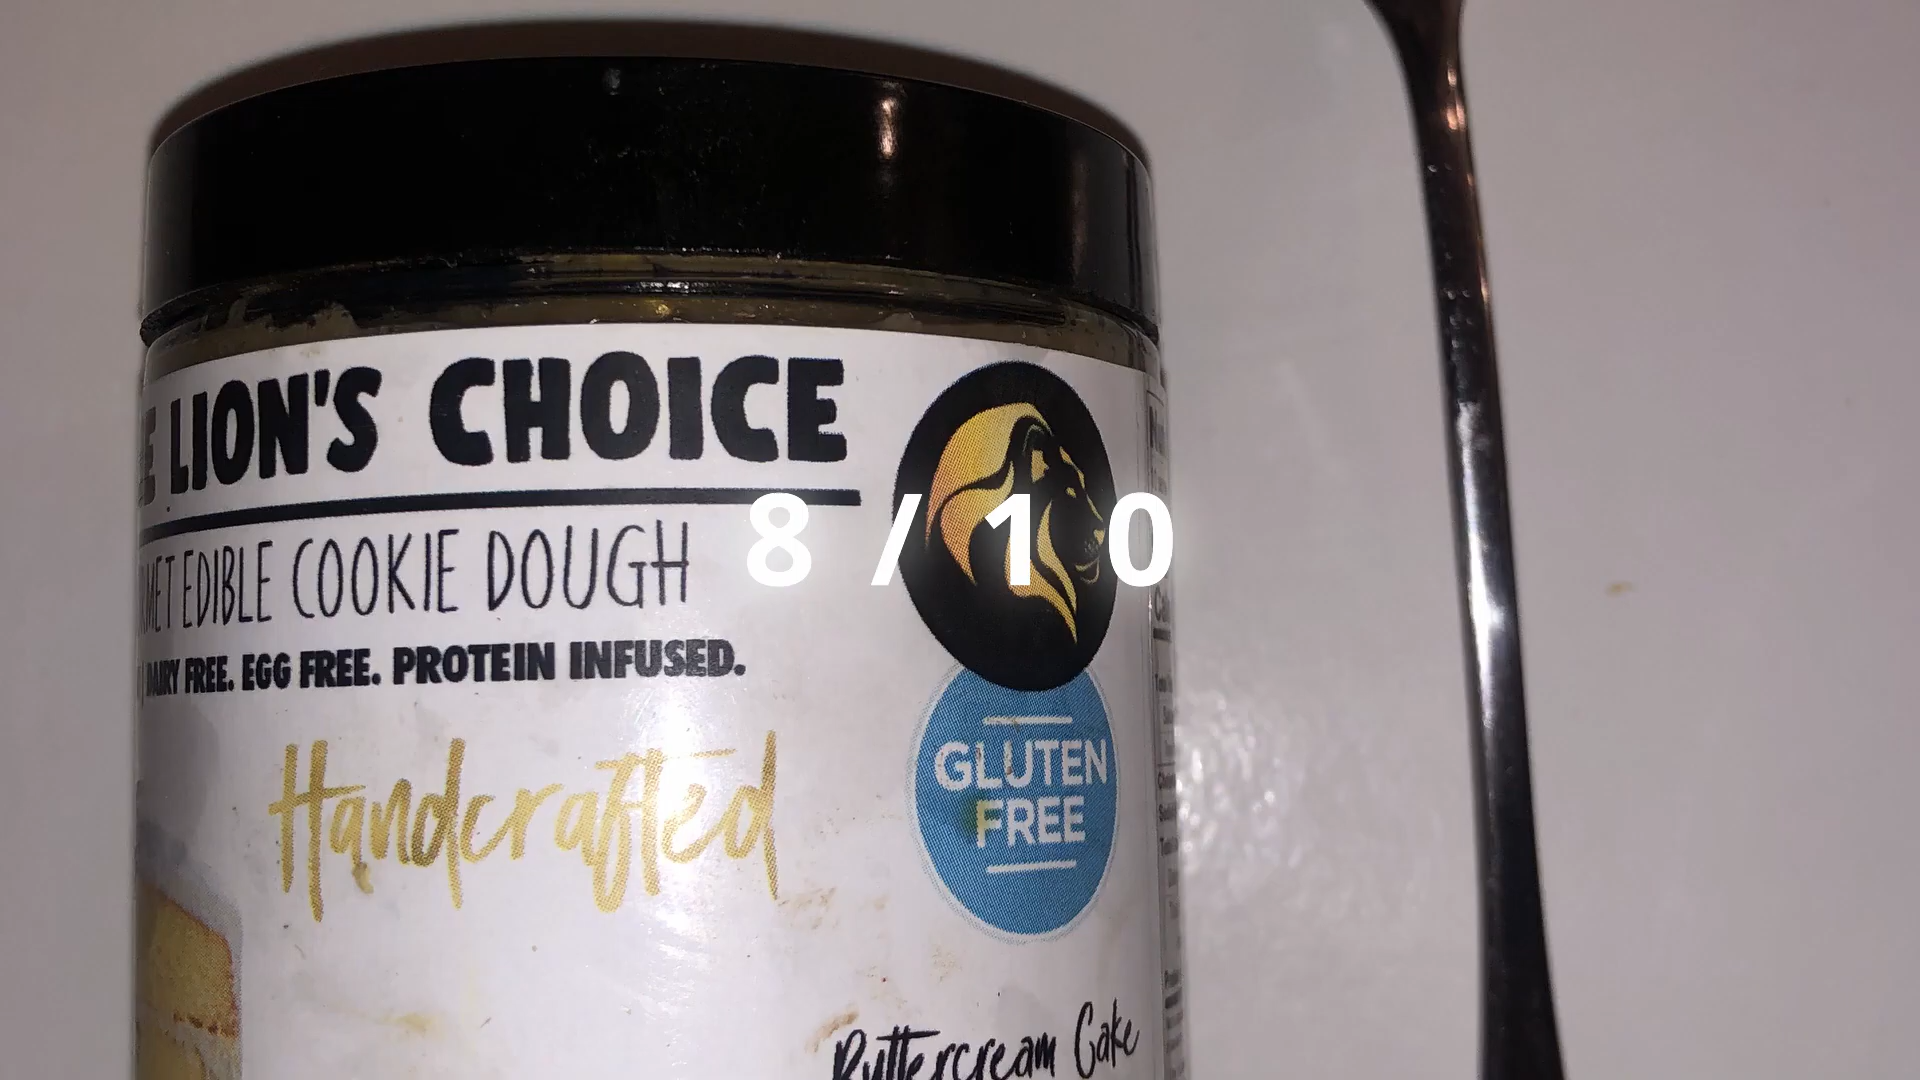 LION'S CHOICE
EDIBLE COOKIE DOUGH
DAIRY FREE. EGG FREE. PROTEIN INFUSED.
Handcrafted
8 / 10
GLUTEN
FREE
Buttercream Cake